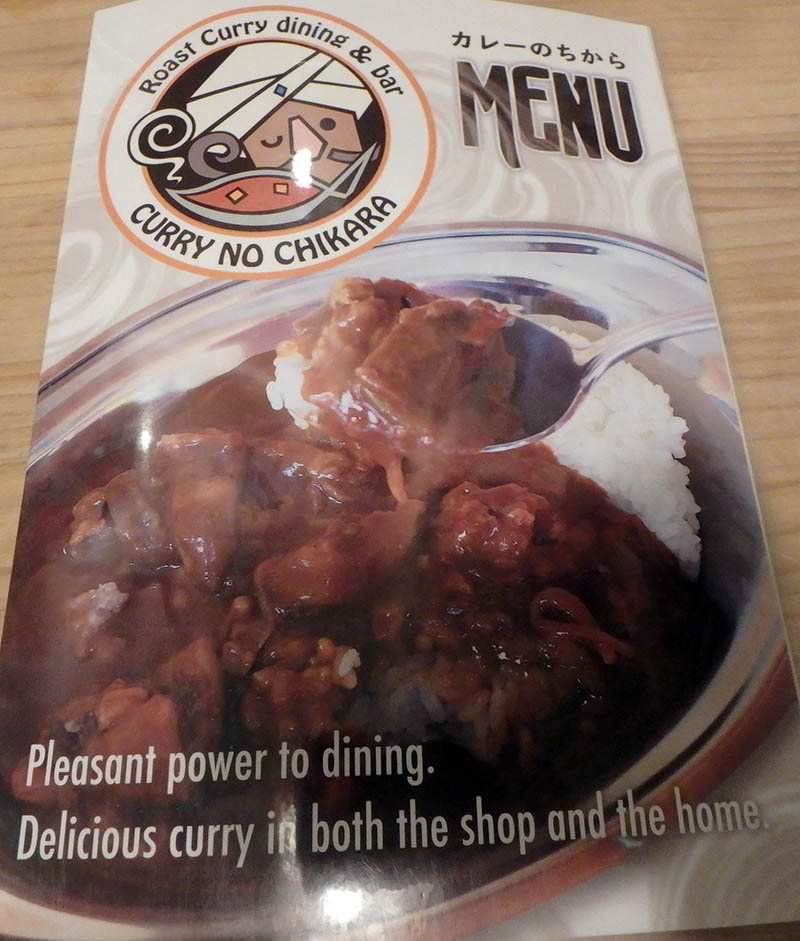 Roast Curry dining & bar
CURRY NO CHIKARA
カレーのちから
MENU
Pleasant power to dining.
Delicious curry in both the shop and the home.